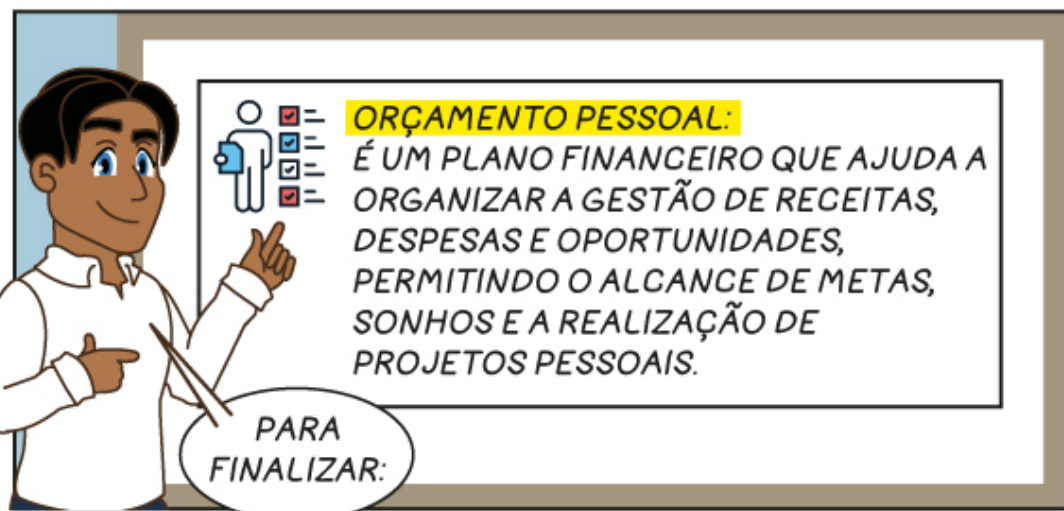 ORÇAMENTO PESSOAL:
É UM PLANO FINANCEIRO QUE AJUDA A
ORGANIZAR A GESTÃO DE RECEITAS,
DESPESAS E OPORTUNIDADES,
PERMITINDO O ALCANCE DE METAS,
SONHOS E A REALIZAÇÃO DE
PROJETOS PESSOAIS.
PARA
FINALIZAR: